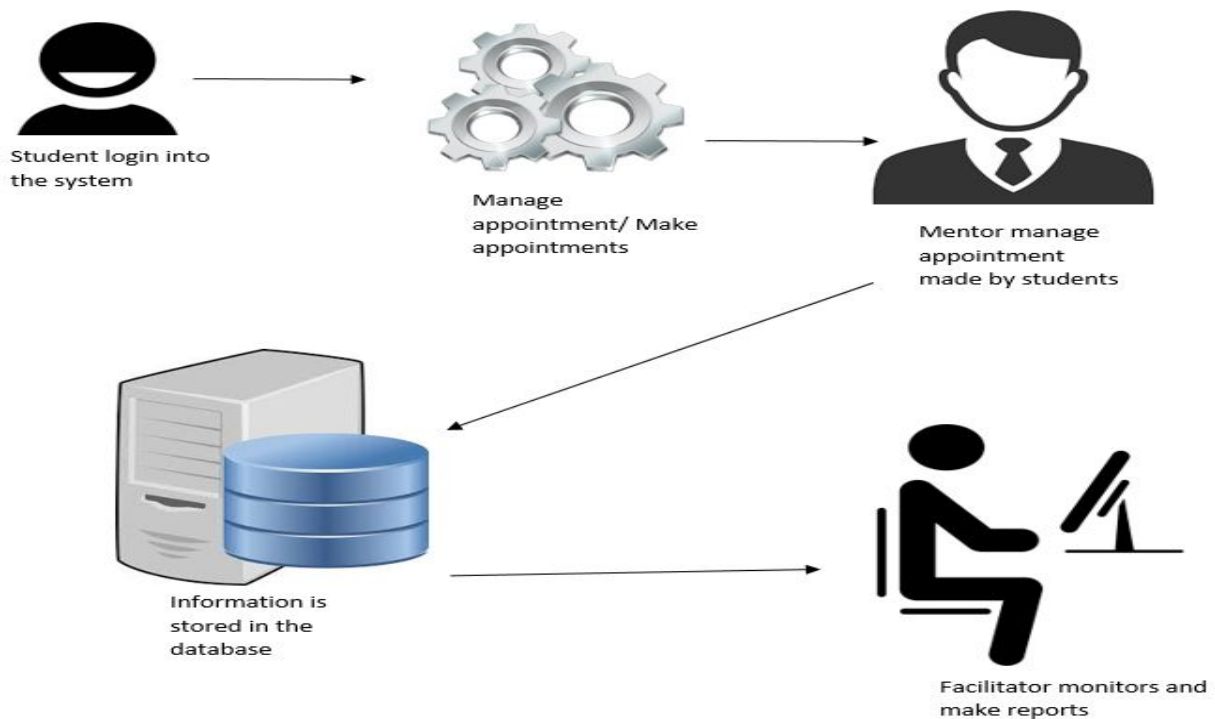 Student login into
the system
Manage
appointment/ Make
appointments
Mentor manage
appointment
made by students
Information is
stored in the
database
Facilitator monitors and
make reports